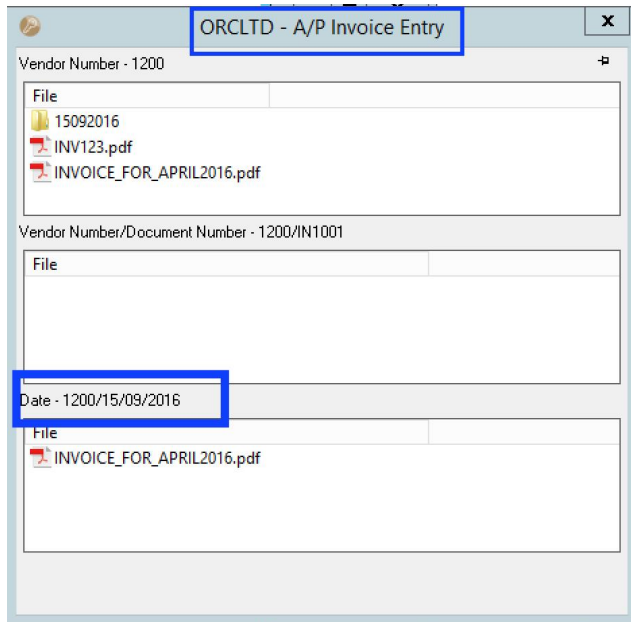 ORCLTD - A/P Invoice Entry
x
Vendor Number - 1200
File
15092016
INV123.pdf
INVOICE_FOR_APRIL2016.pdf
Vendor Number/Document Number - 1200/IN1001
File
Date - 1200/15/09/2016
File
INVOICE_FOR_APRIL2016.pdf